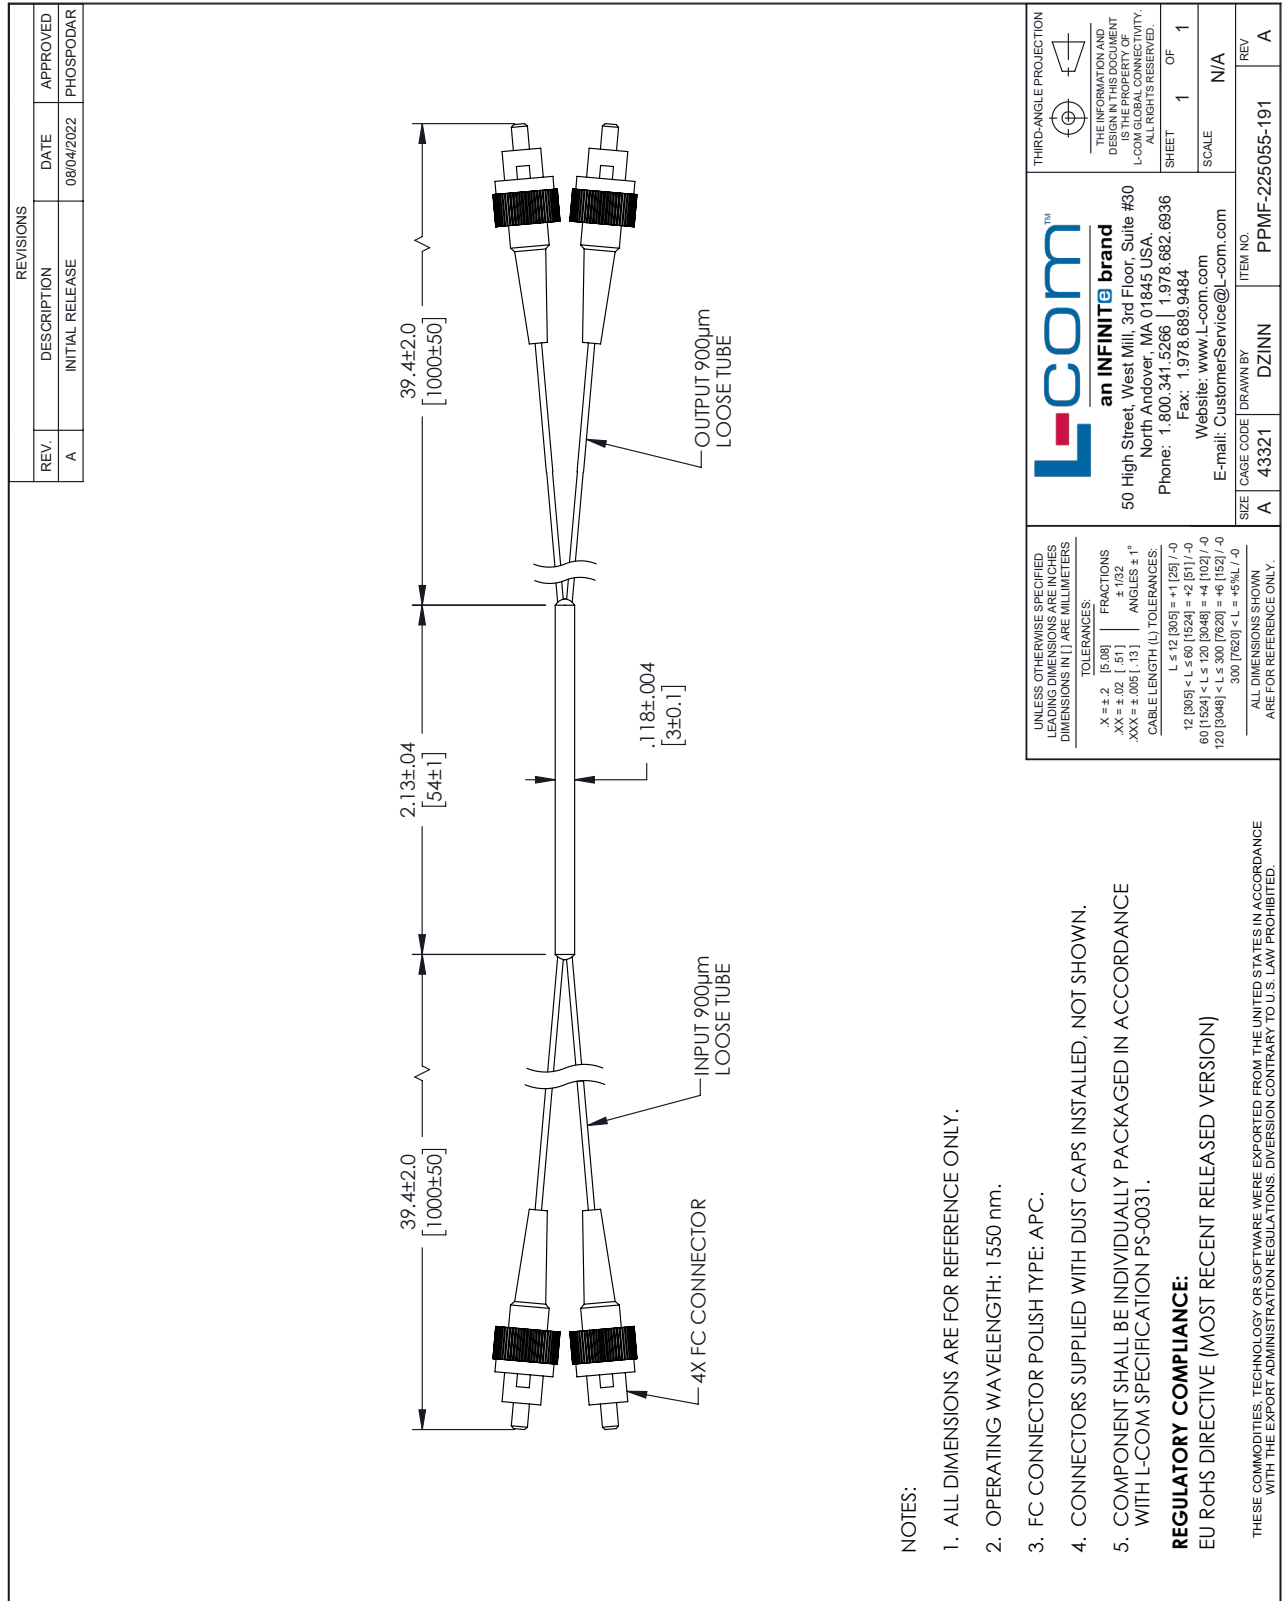 REVISIONS
REV. DESCRIPTION DATE APPROVED
A INITIAL RELEASE 08/04/2022 PHOSPODAR
39.4±2.0
[1000±50]
2.13±.04
[54±1]
39.4±2.0
[1000±50]
.118±.004
[3±0.1]
4X FC CONNECTOR
INPUT 900µm
LOOSE TUBE
OUTPUT 900µm
LOOSE TUBE
NOTES:
1. ALL DIMENSIONS ARE FOR REFERENCE ONLY.
2. OPERATING WAVELENGTH: 1550 nm.
3. FC CONNECTOR POLISH TYPE: APC.
4. CONNECTORS SUPPLIED WITH DUST CAPS INSTALLED, NOT SHOWN.
5. COMPONENT SHALL BE INDIVIDUALLY PACKAGED IN ACCORDANCE
WITH L-COM SPECIFICATION PS-0031.
REGULATORY COMPLIANCE:
EU RoHS DIRECTIVE (MOST RECENT RELEASED VERSION)
THESE COMMODITIES, TECHNOLOGY OR SOFTWARE WERE EXPORTED FROM THE UNITED STATES IN ACCORDANCE
WITH THE EXPORT ADMINISTRATION REGULATIONS. DIVERSION CONTRARY TO U.S. LAW PROHIBITED.
UNLESS OTHERWISE SPECIFIED
LEADING DIMENSIONS ARE INCHES
DIMENSIONS IN [ ] ARE MILLIMETERS
TOLERANCES:
.X = ± .2 [5.08] FRACTIONS
.XX = ± .02 [ .51 ] ± 1/32
.XXX = ± .005 [ .13 ] ANGLES ± 1°
CABLE LENGTH (L) TOLERANCES:
L ≤ 12 [305] = +1 [25] / -0
12 [305] < L ≤ 60 [1524] = +2 [51] / -0
60 [1524] < L ≤ 120 [3048] = +4 [102] / -0
120 [3048] < L ≤ 300 [7620] = +6 [152] / -0
300 [7620] < L = +5%L / -0
ALL DIMENSIONS SHOWN
ARE FOR REFERENCE ONLY.
L-com™
an INFINITe brand
50 High Street, West Mill, 3rd Floor, Suite #30
North Andover, MA 01845 USA.
Phone: 1.800.341.5266 | 1.978.682.6936
Fax: 1.978.689.9484
Website: www.L-com.com
E-mail: CustomerService@L-com.com
THIRD-ANGLE PROJECTION
THE INFORMATION AND
DESIGN IN THIS DOCUMENT
IS THE PROPERTY OF
L-COM GLOBAL CONNECTIVITY.
ALL RIGHTS RESERVED.
SHEET 1 OF 1
SCALE N/A
SIZE CAGE CODE DRAWN BY ITEM NO. REV
A 43321 DZINN PPMF-225055-191 A